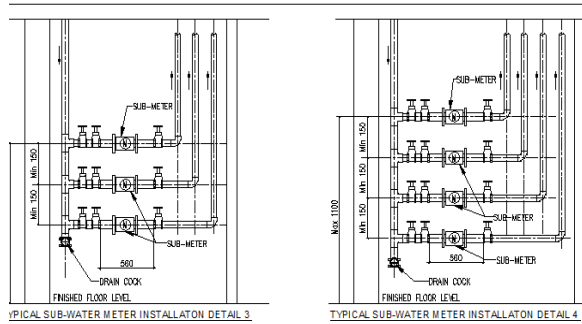 SUB-METER
Min 150
Min 150
SUB-METER
560
DRAIN COCK
FINISHED FLOOR LEVEL
YPICAL SUB-WATER METER INSTALLATON DETAIL 3
SUB-METER
Min 150
Min 150
Min 150
Max 1100
SUB-METER
560
SUB-METER
DRAIN COCK
FINISHED FLOOR LEVEL
TYPICAL SUB-WATER METER INSTALLATON DETAIL 4